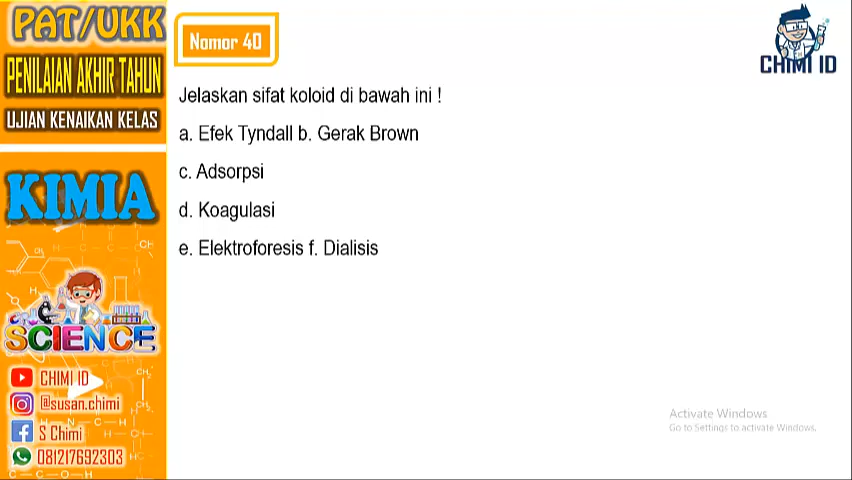 PAT/UKK
PENILAIAN AKHIR TAHUN
UJIAN KENAIKAN KELAS
KIMIA
SCIENCE
CHIMI ID
@susan.chimi
S Chimi
081217692303
Nomor 40
CHIMI ID
Jelaskan sifat koloid di bawah ini !
a. Efek Tyndall b. Gerak Brown
c. Adsorpsi
d. Koagulasi
e. Elektroforesis f. Dialisis
Activate Windows
Go to Settings to activate Windows.